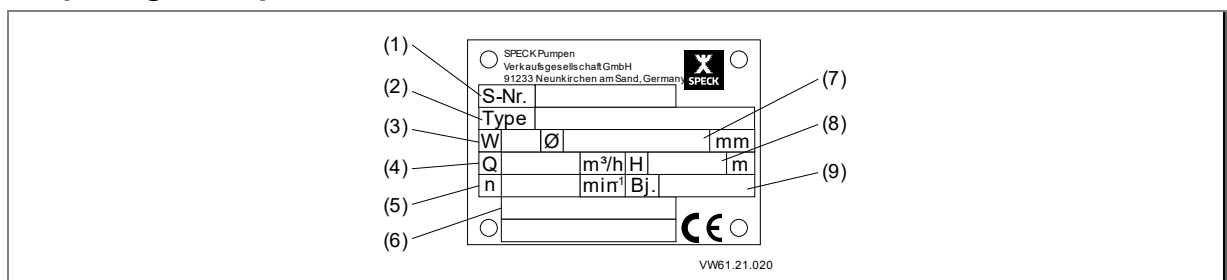 (1)
SPECK Pumpen
Verkaufsgesellschaft GmbH
91233 Neunkirchen am Sand, Germany
SPECK
(7)
S-Nr.
(2)
Type
(3)
W Ø mm
(8)
(4)
Q m³/h H m
(9)
n min⁻¹ Bj.
(5)
(6)
CE
VW61.21.020